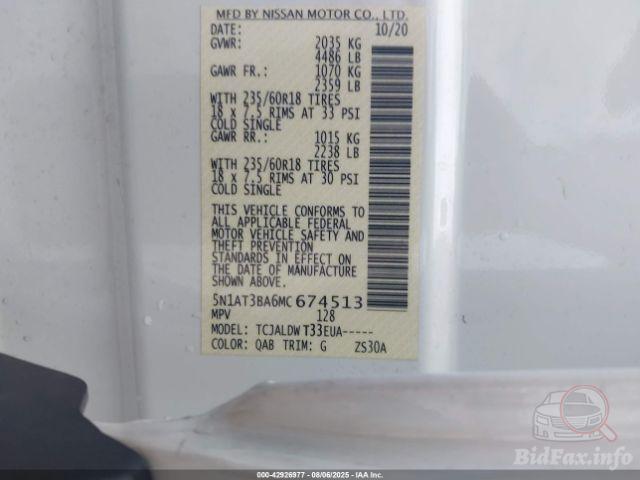 MFD BY NISSAN MOTOR CO., LTD.
DATE: 10/20
GVWR: 2035 KG
4486 LB
GAWR FR.: 1070 KG
2359 LB
WITH 235/60R18 TIRES
18 x 7.5 RIMS AT 33 PSI
COLD SINGLE
GAWR RR.: 1015 KG
2238 LB
WITH 235/60R18 TIRES
18 x 7.5 RIMS AT 30 PSI
COLD SINGLE
THIS VEHICLE CONFORMS TO
ALL APPLICABLE FEDERAL
MOTOR VEHICLE SAFETY AND
THEFT PREVENTION
STANDARDS IN EFFECT ON
THE DATE OF MANUFACTURE
SHOWN ABOVE.
5N1AT3BA6MC674513
MPV 128
MODEL: TCJALDWT33EUA-----
COLOR: QAB TRIM: G ZS30A
BidFax.info
000-42926977 - 08/06/2025 - IAA Inc.